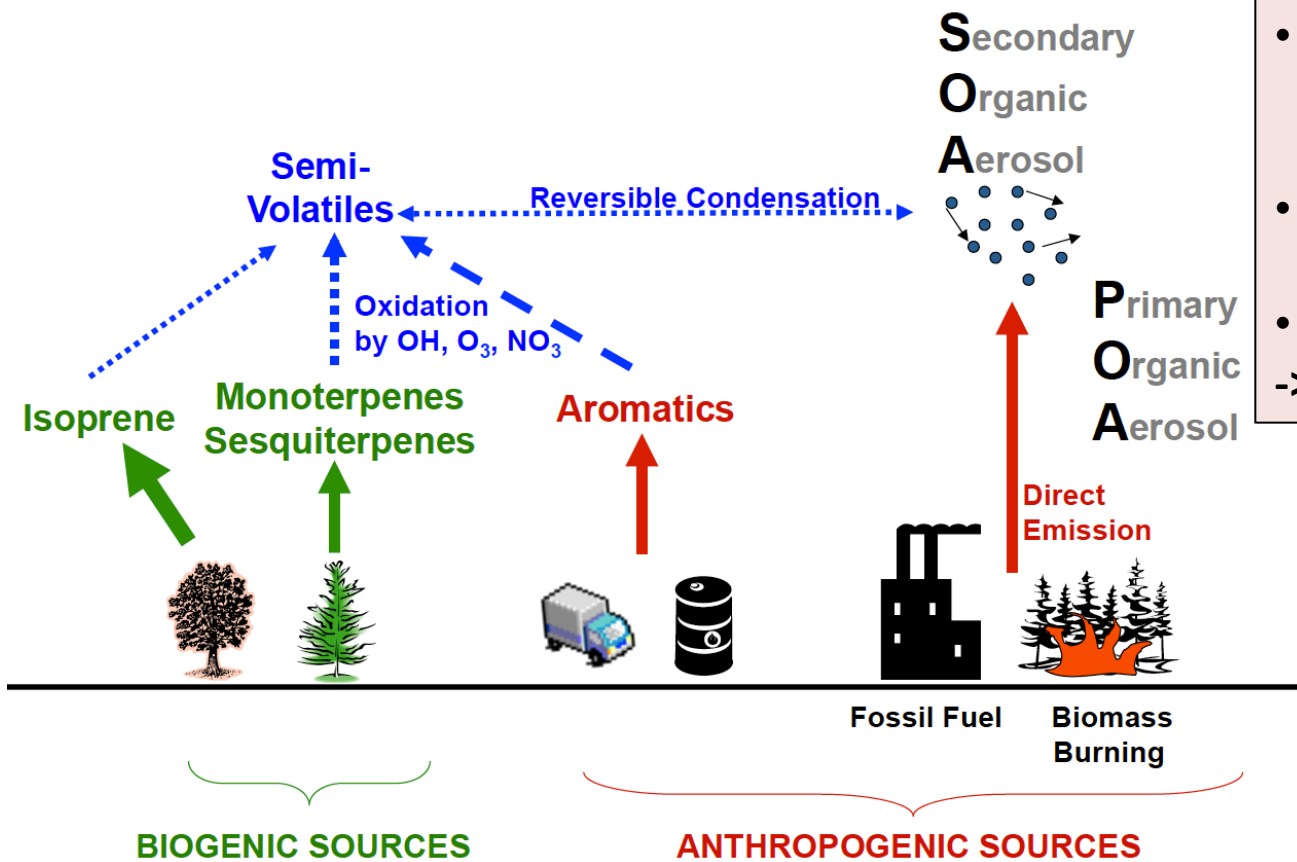 Secondary
Organic
Aerosol
Semi-
Volatiles
Reversible Condensation
Oxidation
by OH, O₃, NO₃
Primary
Organic
Aerosol
Isoprene
Monoterpenes
Sesquiterpenes
Aromatics
Direct
Emission
Fossil Fuel
Biomass
Burning
BIOGENIC SOURCES
ANTHROPOGENIC SOURCES
•
•
•
->